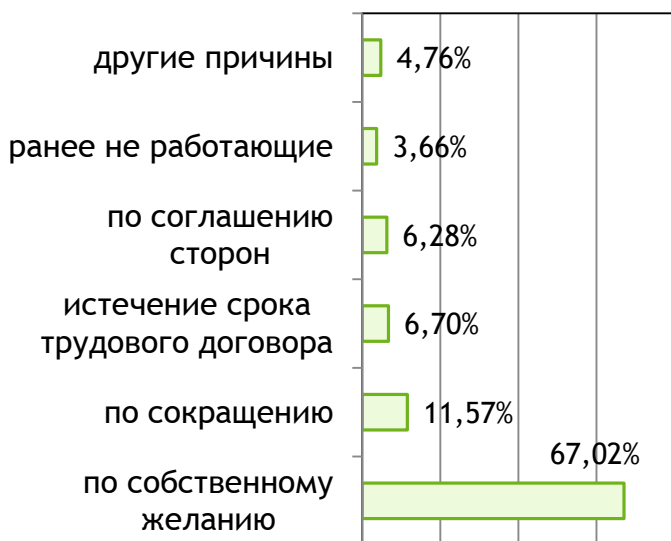 другие причины
4,76%
ранее не работающие
3,66%
по соглашению
сторон
6,28%
истечение срока
трудового договора
6,70%
по сокращению
11,57%
67,02%
по собственному
желанию